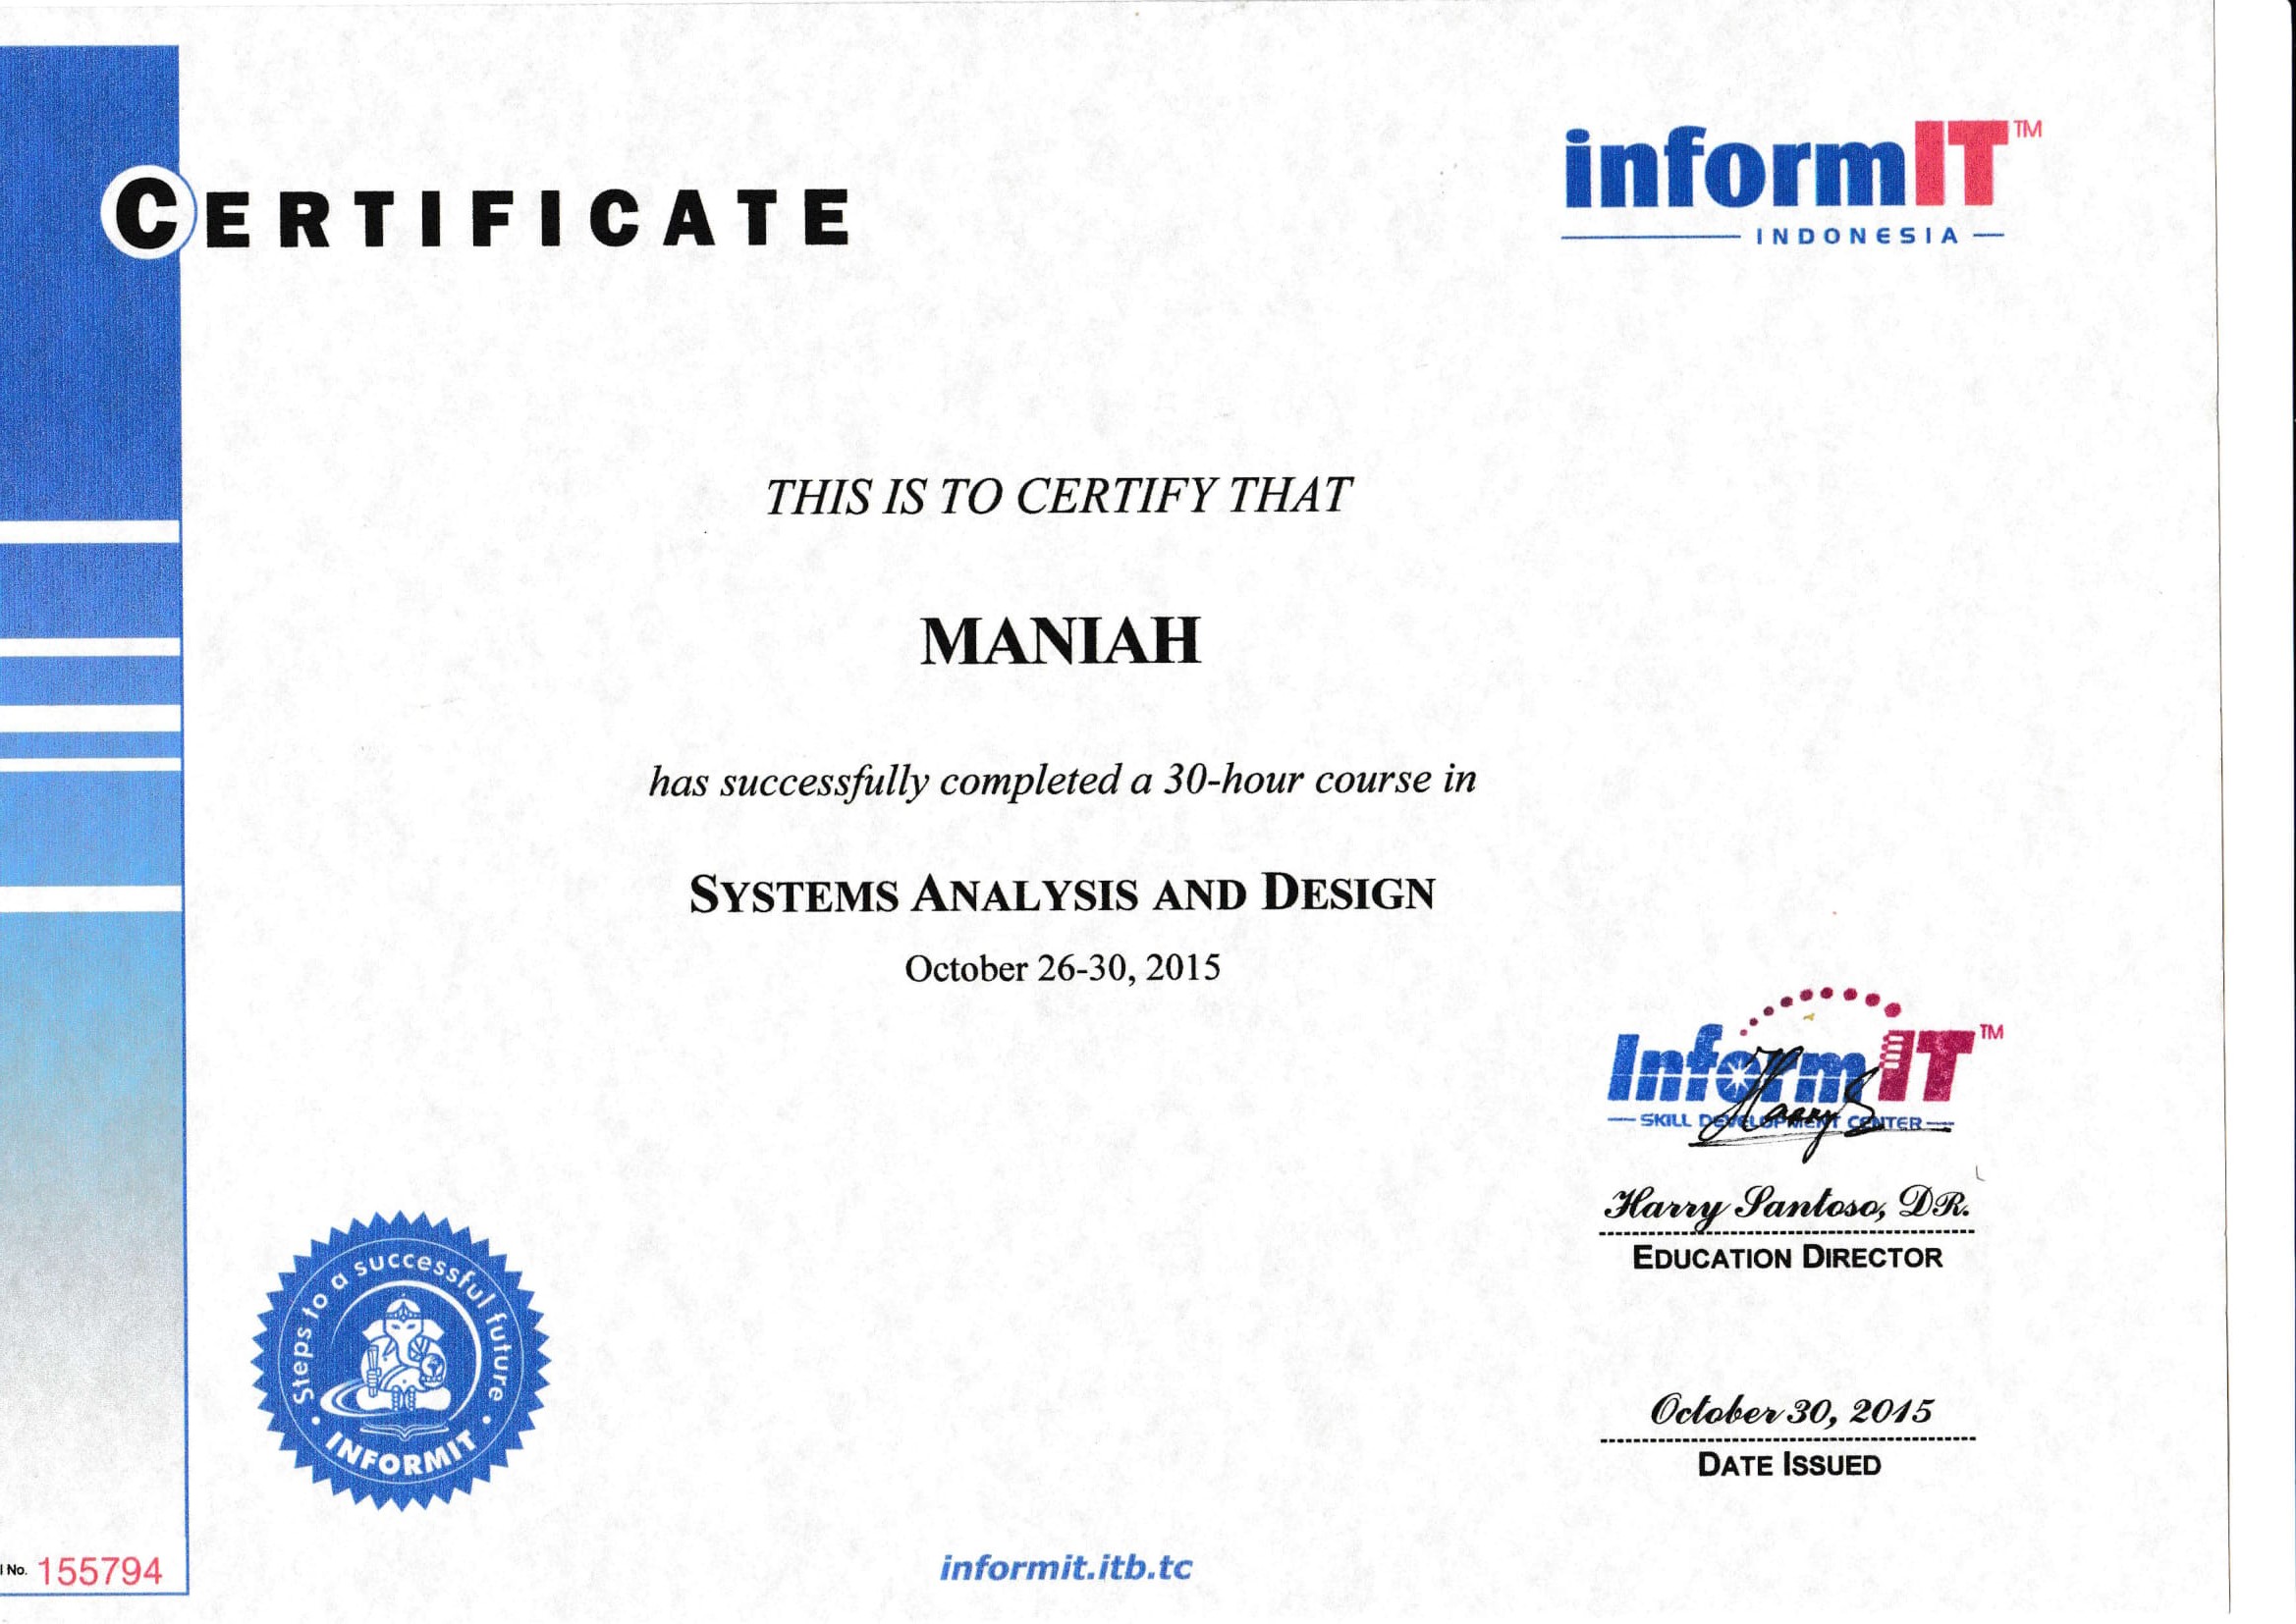 CERTIFICATE
informIT™
INDONESIA
THIS IS TO CERTIFY THAT
MANIAH
has successfully completed a 30-hour course in
SYSTEMS ANALYSIS AND DESIGN
October 26-30, 2015
InformIT™
SKILL DEVELOPMENT CENTER
Harry S
Harry Santoso, DR.
EDUCATION DIRECTOR
Steps to a successful future
INFORMIT
October 30, 2015
DATE ISSUED
l No. 155794
informit.itb.tc